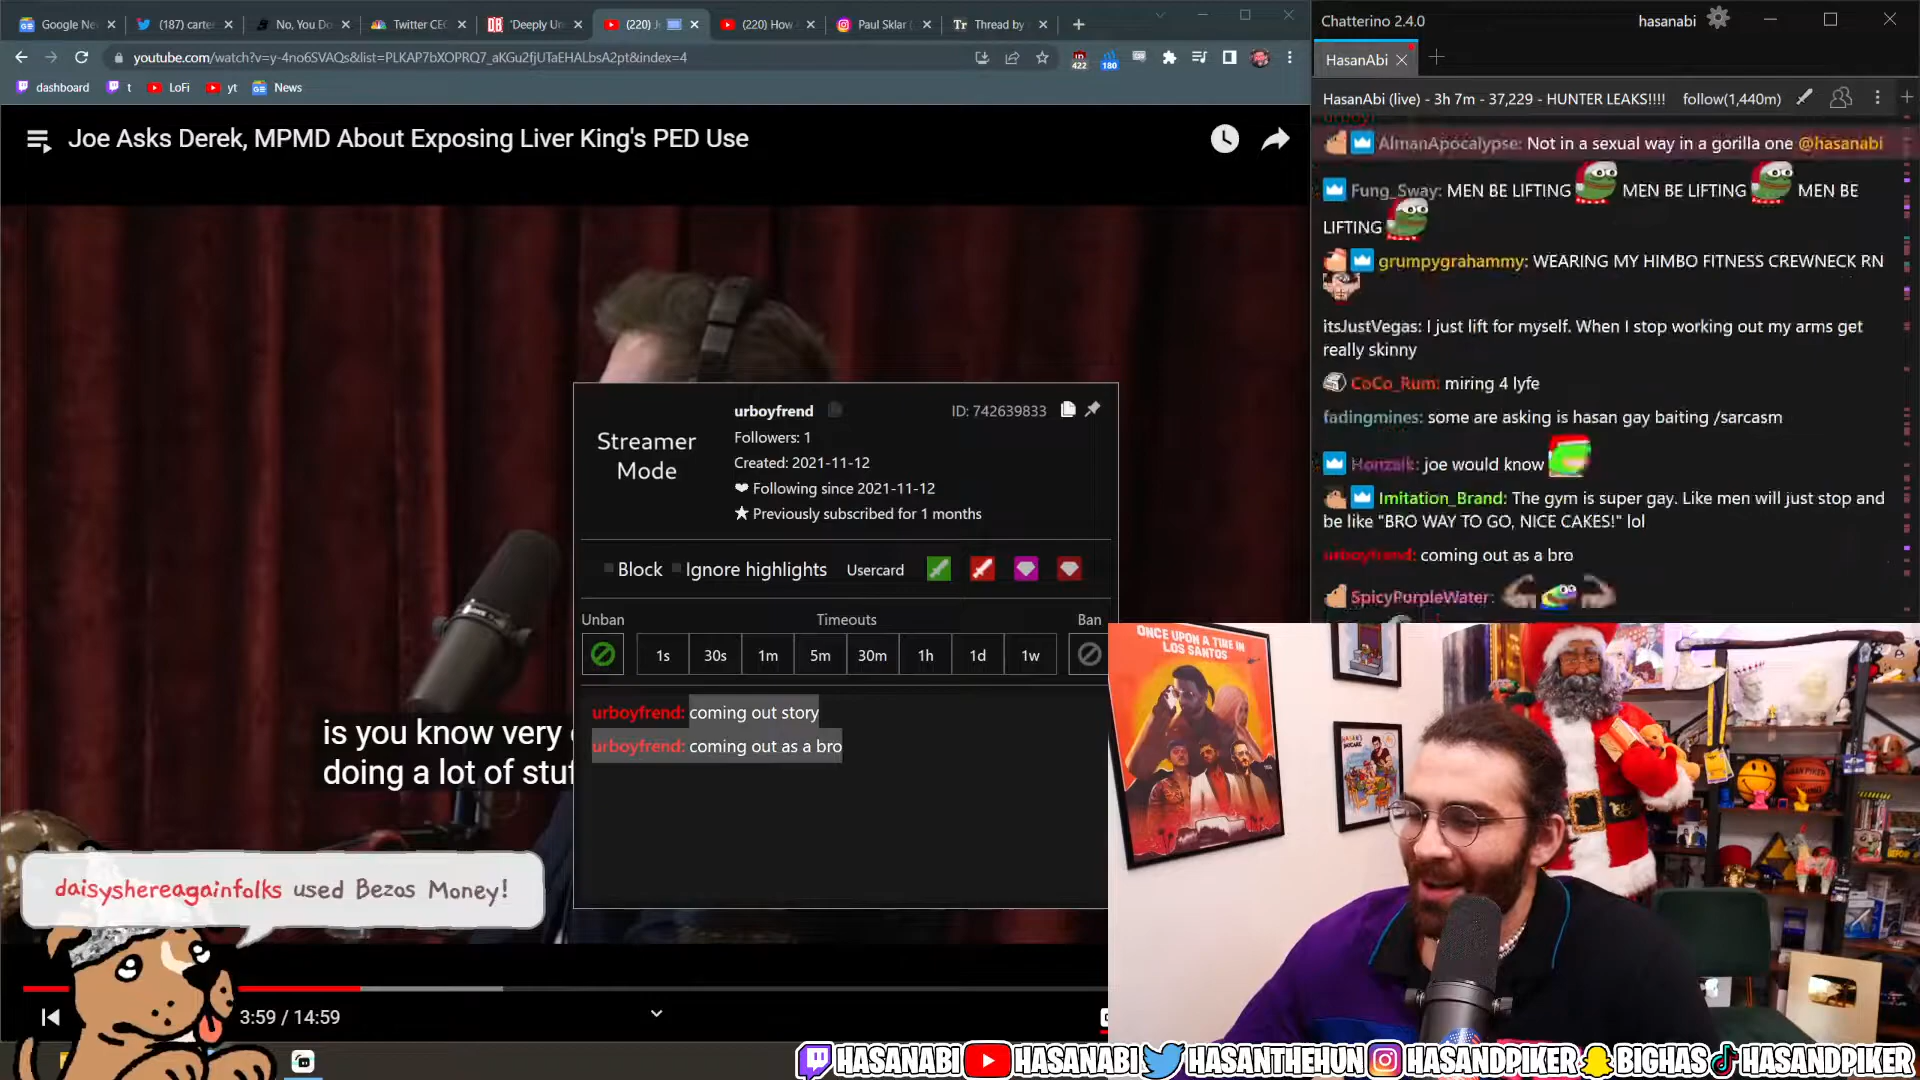 Google Ne
(187) carte
No, You Do
Twitter CEO
"Deeply Un
(220) J
(220) How
Paul Sklar (
Thread by
youtube.com/watch?v=y-4no6SVAQs&list=PLKAP7bXOPRQ7_aKGu2fjUTaEHALbsA2pt&index=4
422
180
dashboard
t
LoFi
yt
News
Joe Asks Derek, MPMD About Exposing Liver King's PED Use
Chatterino 2.4.0
hasanabi
HasanAbi
HasanAbi (live) - 3h 7m - 37,229 - HUNTER LEAKS!!!!
follow(1,440m)
AlmanApocalypse: Not in a sexual way in a gorilla one @hasanabi
Fung_Sway: MEN BE LIFTING MEN BE LIFTING MEN BE
LIFTING
grumpygrahammy: WEARING MY HIMBO FITNESS CREWNECK RN
itsJustVegas: I just lift for myself. When I stop working out my arms get
really skinny
CoCo_Rum: miring 4 lyfe
fadingmines: some are asking is hasan gay baiting /sarcasm
Honzalk: joe would know
Imitation_Brand: The gym is super gay. Like men will just stop and
be like "BRO WAY TO GO, NICE CAKES!" lol
urboyfrend: coming out as a bro
SpicyPurpleWater:
Streamer
Mode
urboyfrend
ID: 742639833
Followers: 1
Created: 2021-11-12
Following since 2021-11-12
Previously subscribed for 1 months
Block
Ignore highlights
Usercard
Unban
Timeouts
Ban
1s
30s
1m
5m
30m
1h
1d
1w
urboyfrend: coming out story
urboyfrend: coming out as a bro
is you know very
doing a lot of stuf
daisyshereagainfolks used Bezos Money!
3:59 / 14:59
ONCE UPON A TIME IN
LOS SANTOS
HASAN PIKER
HASANABI
HASANABI
HASANTHEHUN
HASANDPIKER
BIGHAS
HASANDPIKER